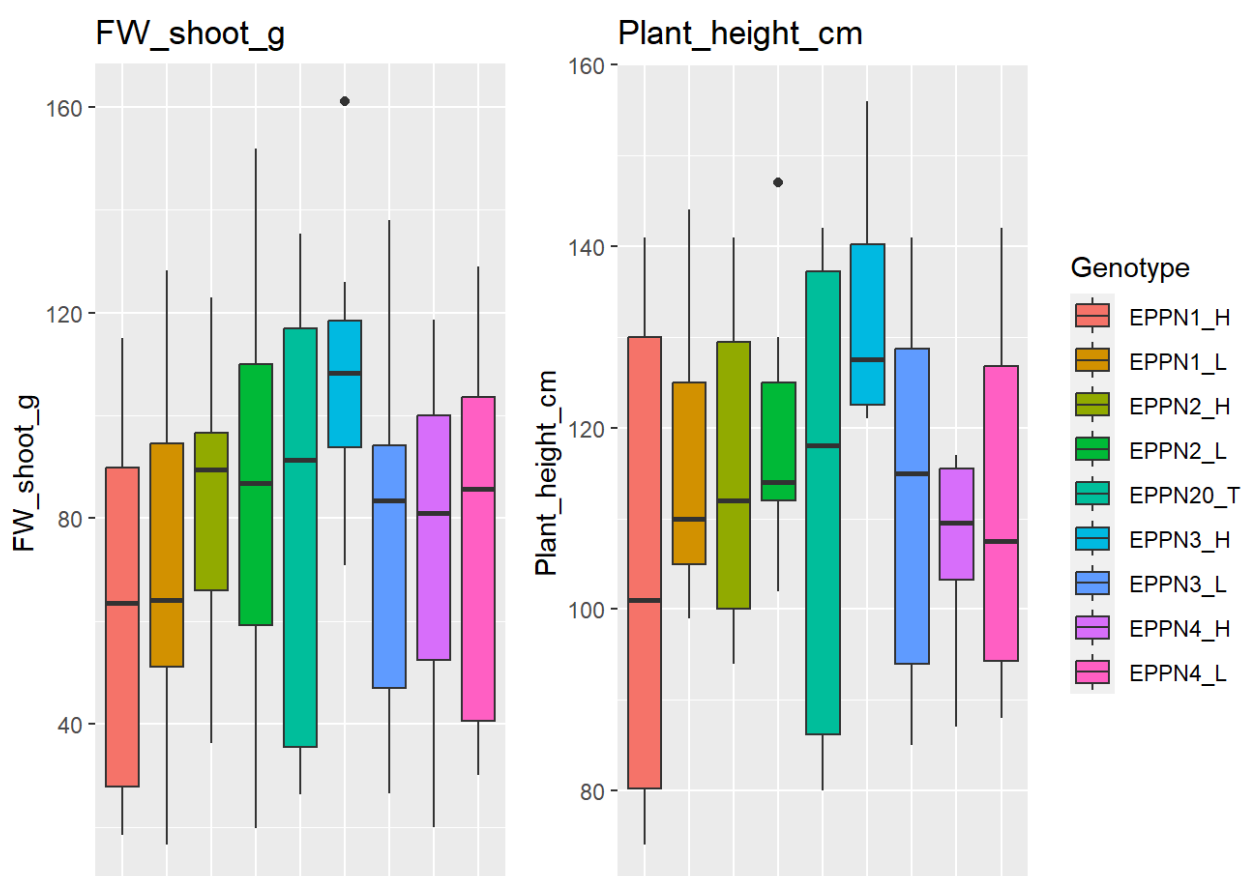 FW_shoot_g
FW_shoot_g
160
120
80
40
Plant_height_cm
Plant_height_cm
160
140
120
100
80
Genotype
EPPN1_H
EPPN1_L
EPPN2_H
EPPN2_L
EPPN20_T
EPPN3_H
EPPN3_L
EPPN4_H
EPPN4_L